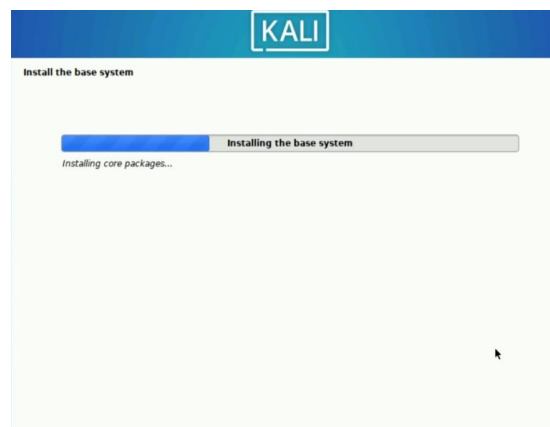 KALI
Install the base system
Installing the base system
Installing core packages...